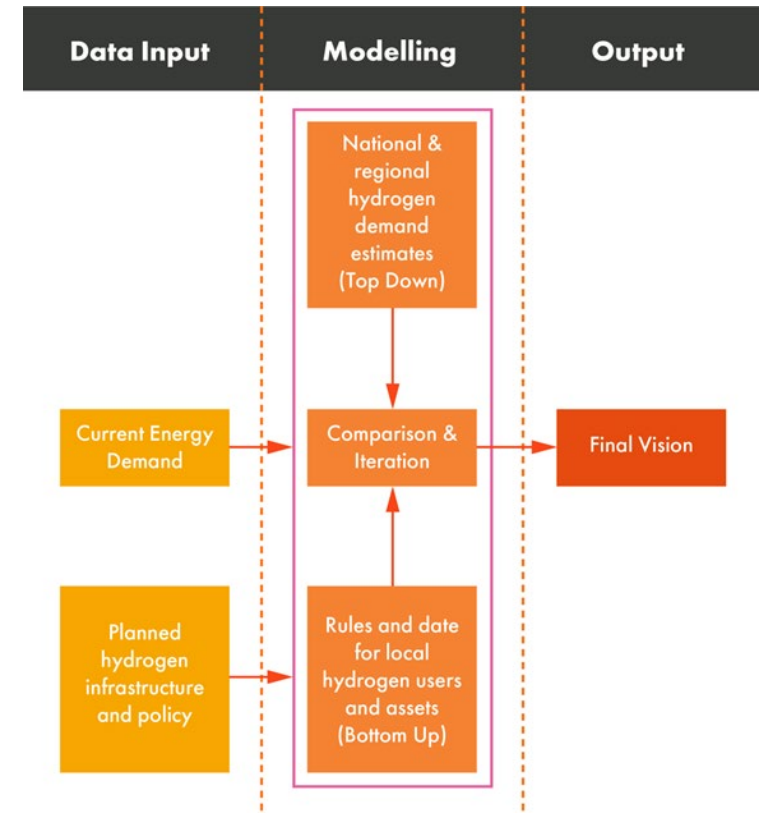 Data Input
Modelling
Output
National &
regional
hydrogen
demand
estimates
(Top Down)
Current Energy
Demand
Comparison &
Iteration
Final Vision
Planned
hydrogen
infrastructure
and policy
Rules and date
for local
hydrogen users
and assets
(Bottom Up)